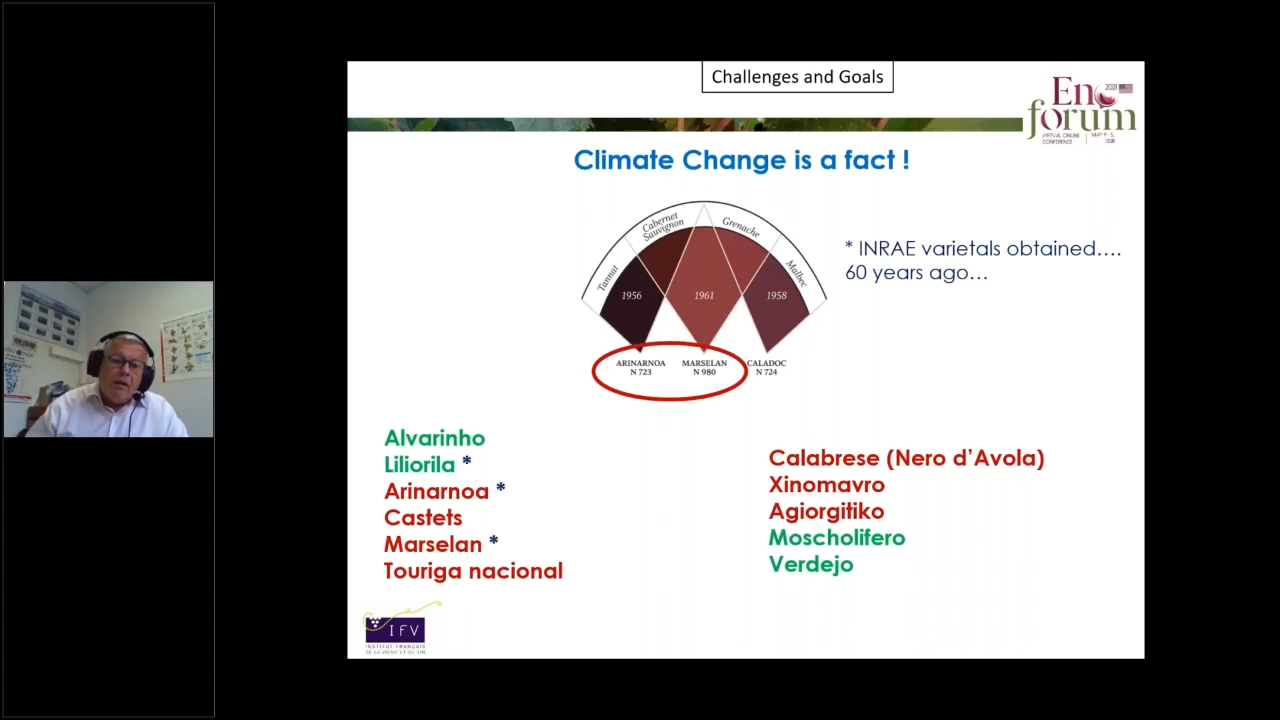 Challenges and Goals
2021
Eno
forum
VIRTUAL ONLINE
CONFERENCE
2021
Climate Change is a fact !
Cabernet
Sauvignon
Grenache
Tannat
Malbec
1956
1961
1958
* INRAE varietals obtained....
60 years ago...
ARINARNOA
N 723
MARSELAN
N 980
CALADOC
N 724
Alvarinho
Liliorila *
Arinarnoa *
Castets
Marselan *
Touriga nacional
Calabrese (Nero d'Avola)
Xinomavro
Agiorgitiko
Moscholifero
Verdejo
IFV
INSTITUT FRANÇAIS
DE LA VIGNE ET DU VIN